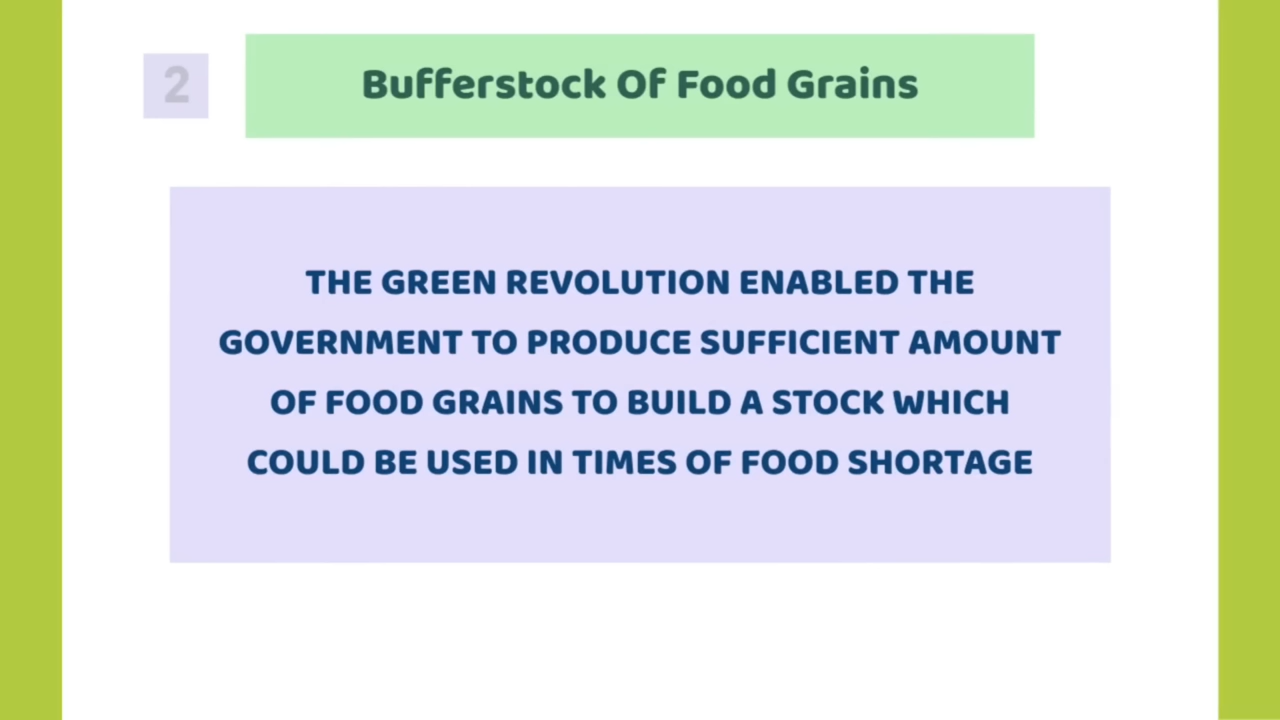 2
Bufferstock Of Food Grains
THE GREEN REVOLUTION ENABLED THE
GOVERNMENT TO PRODUCE SUFFICIENT AMOUNT
OF FOOD GRAINS TO BUILD A STOCK WHICH
COULD BE USED IN TIMES OF FOOD SHORTAGE